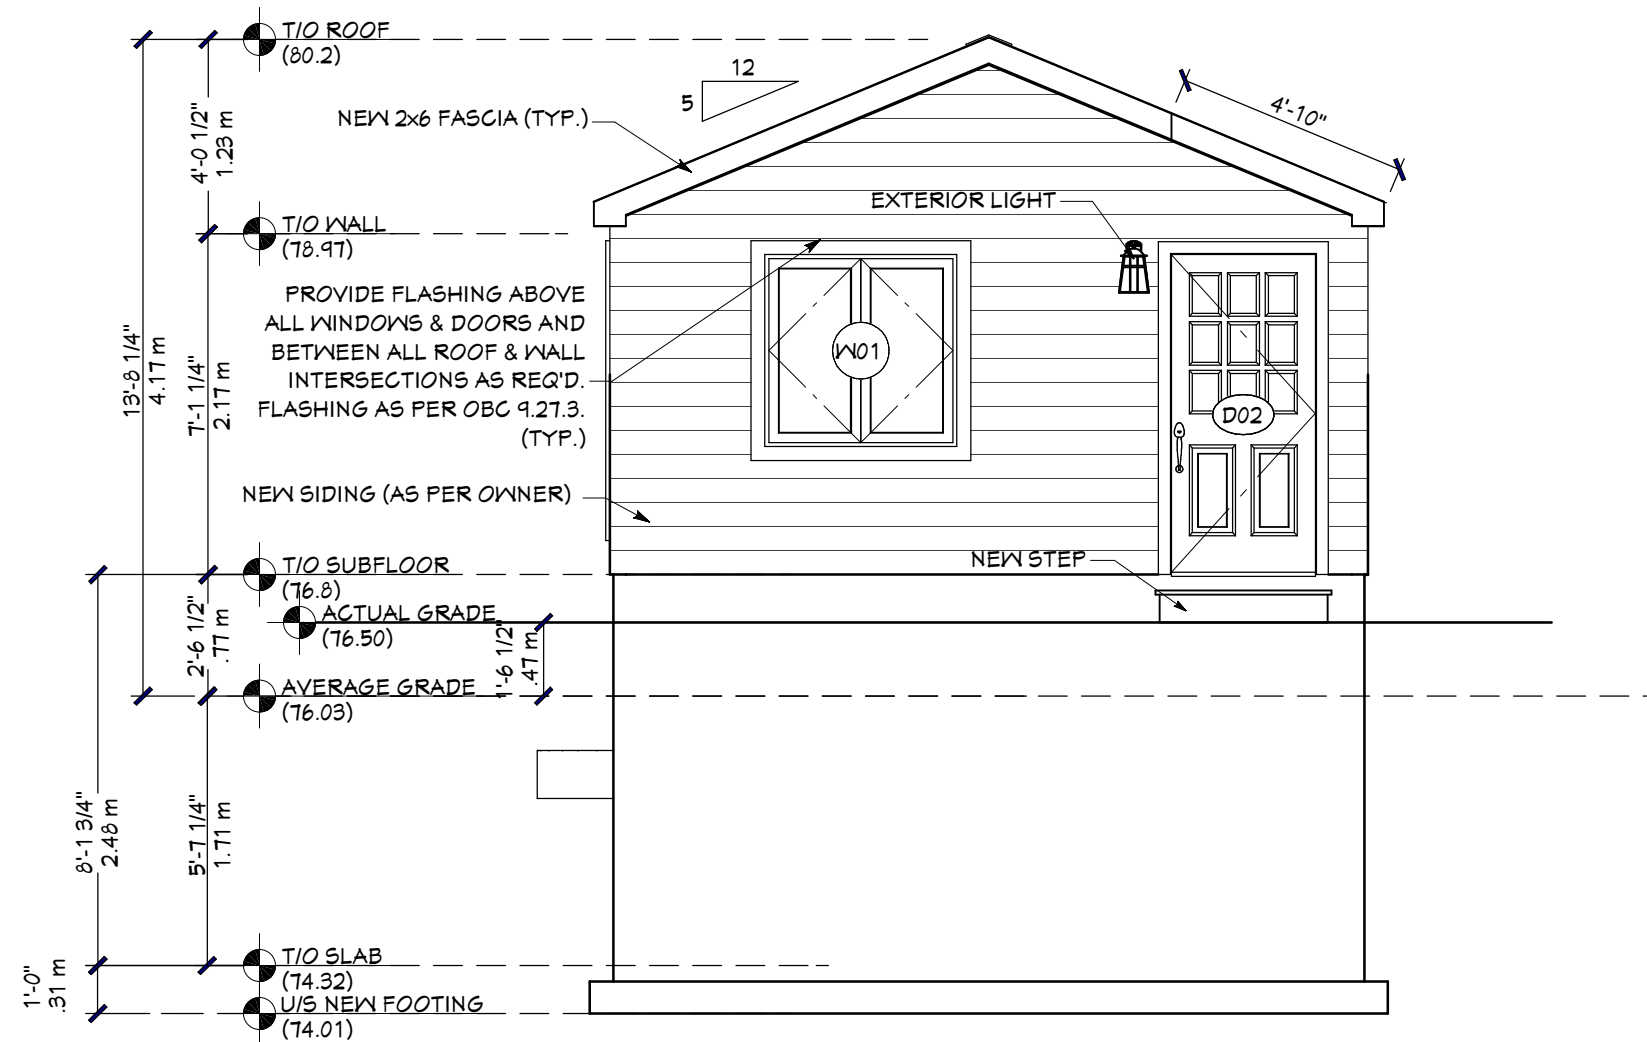 T/O ROOF
(80.2)
12
5
4'-10"
NEW 2x6 FASCIA (TYP.)
4'-0 1/2"
1.23 m
EXTERIOR LIGHT
T/O WALL
(78.97)
PROVIDE FLASHING ABOVE
ALL WINDOWS & DOORS AND
BETWEEN ALL ROOF & WALL
INTERSECTIONS AS REQ'D.
FLASHING AS PER OBC 9.27.3.
(TYP.)
W01
D02
13'-8 1/4"
4.17 m
7'-1 1/4"
2.17 m
NEW SIDING (AS PER OWNER)
NEW STEP
T/O SUBFLOOR
(76.8)
ACTUAL GRADE
(76.50)
2'-6 1/2"
.77 m
1'-6 1/2"
.47 m
AVERAGE GRADE
(76.03)
8'-1 3/4"
2.48 m
5'-7 1/4"
1.71 m
T/O SLAB
(74.32)
1'-0"
.31 m
U/S NEW FOOTING
(74.01)